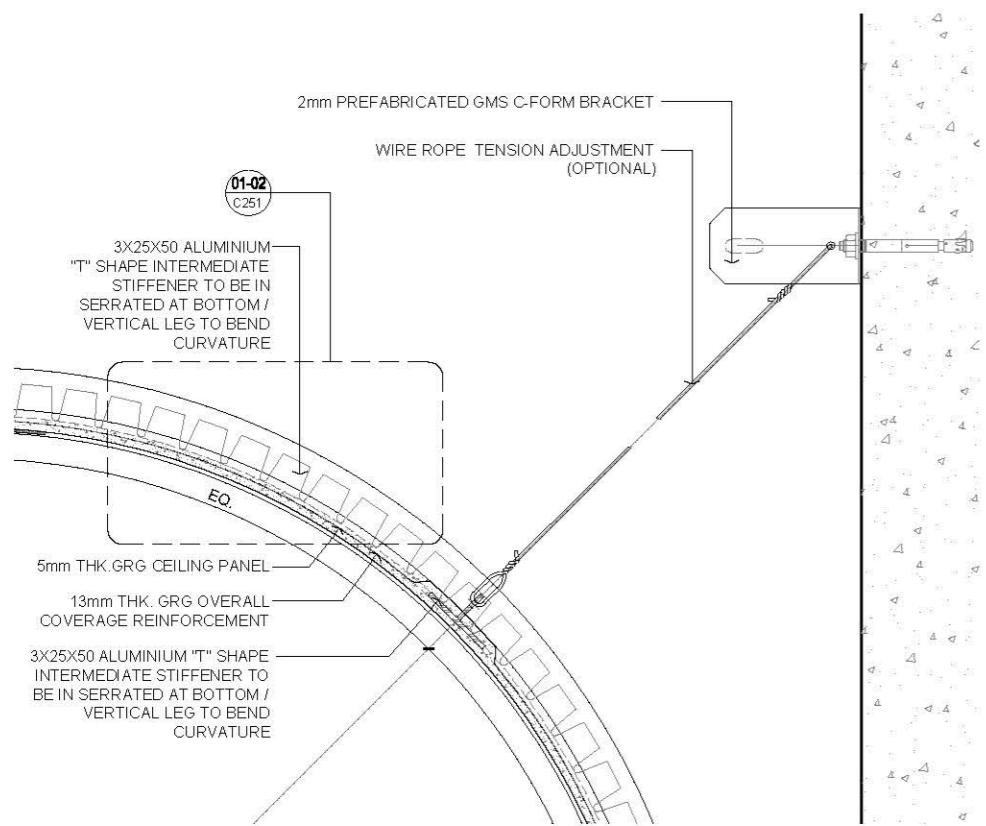 2mm PREFABRICATED GMS C-FORM BRACKET
WIRE ROPE TENSION ADJUSTMENT
(OPTIONAL)
01-02
C251
3X25X50 ALUMINIUM
"T" SHAPE INTERMEDIATE
STIFFENER TO BE IN
SERRATED AT BOTTOM /
VERTICAL LEG TO BEND
CURVATURE
EQ.
5mm THK.GRG CEILING PANEL
13mm THK. GRG OVERALL
COVERAGE REINFORCEMENT
3X25X50 ALUMINIUM "T" SHAPE
INTERMEDIATE STIFFENER TO
BE IN SERRATED AT BOTTOM /
VERTICAL LEG TO BEND
CURVATURE